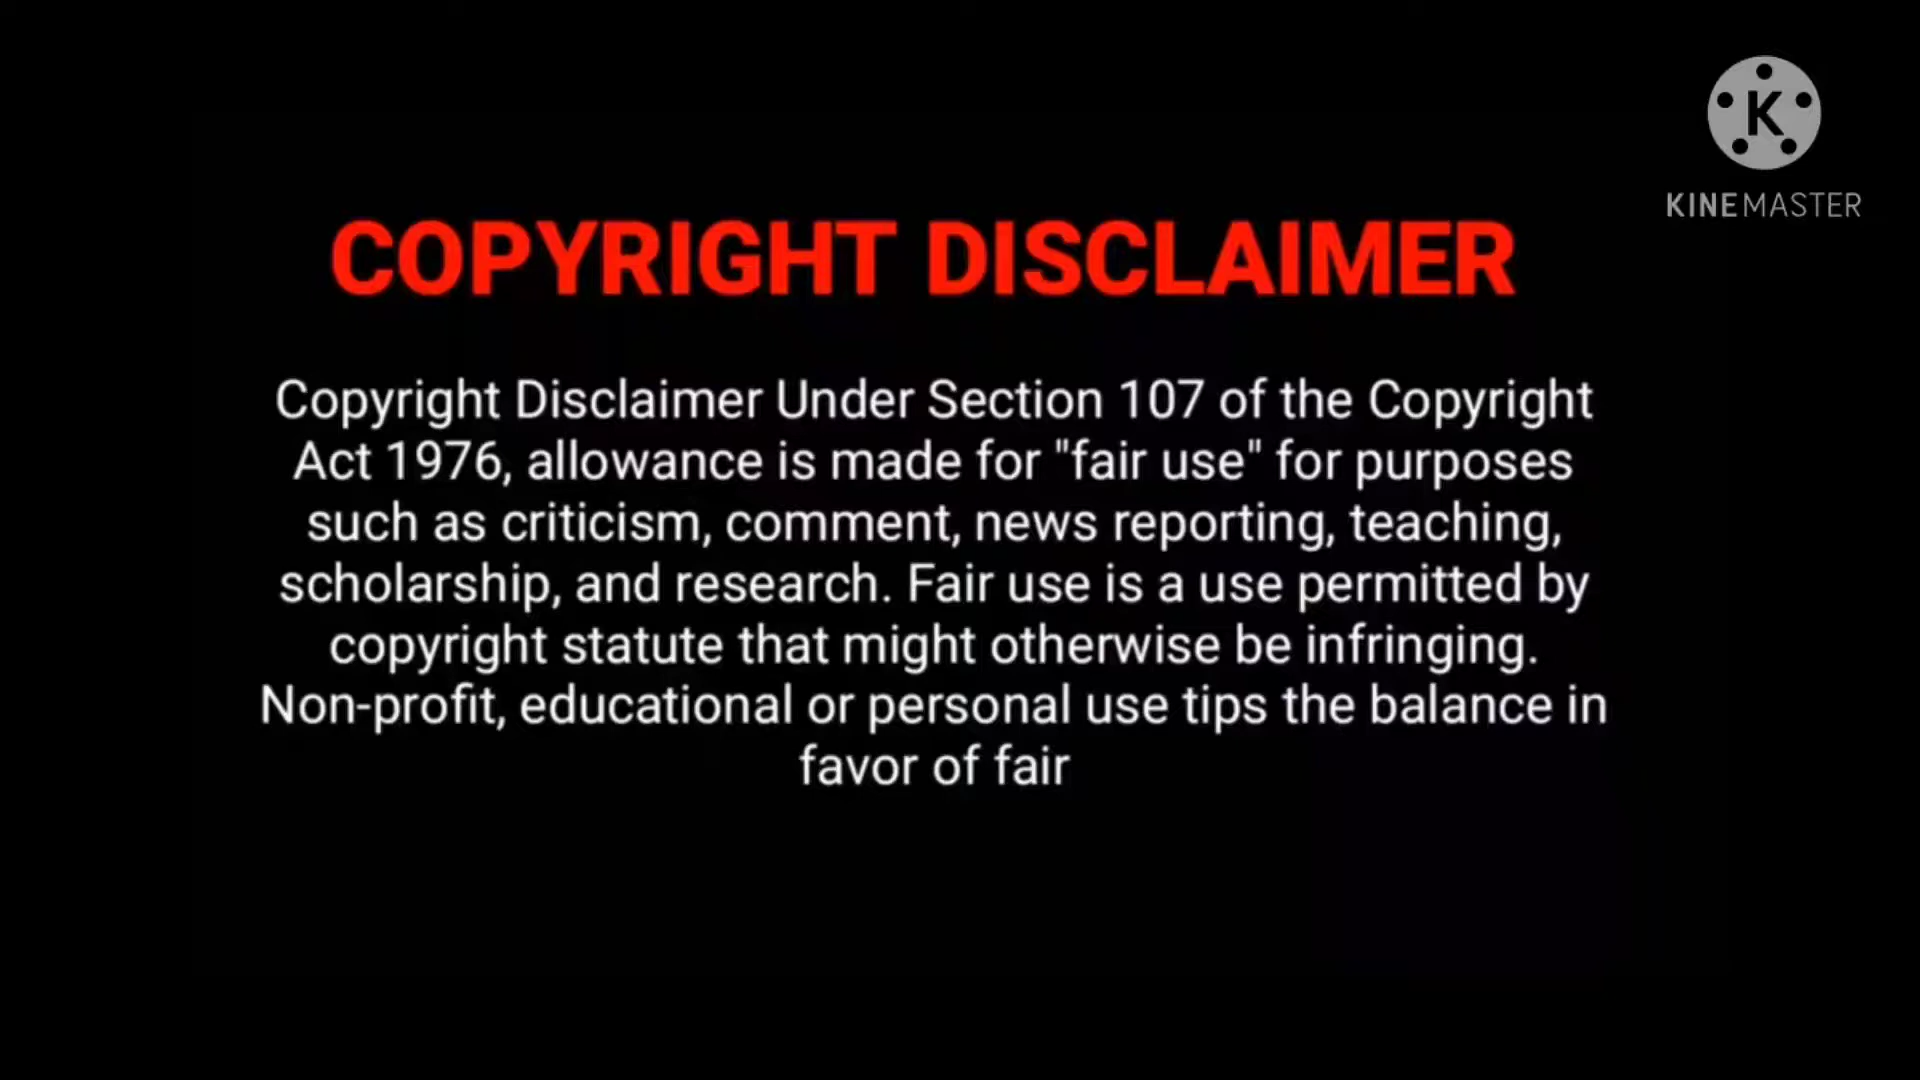 K
KINEMASTER
COPYRIGHT DISCLAIMER
Copyright Disclaimer Under Section 107 of the Copyright
Act 1976, allowance is made for "fair use" for purposes
such as criticism, comment, news reporting, teaching,
scholarship, and research. Fair use is a use permitted by
copyright statute that might otherwise be infringing.
Non-profit, educational or personal use tips the balance in
favor of fair